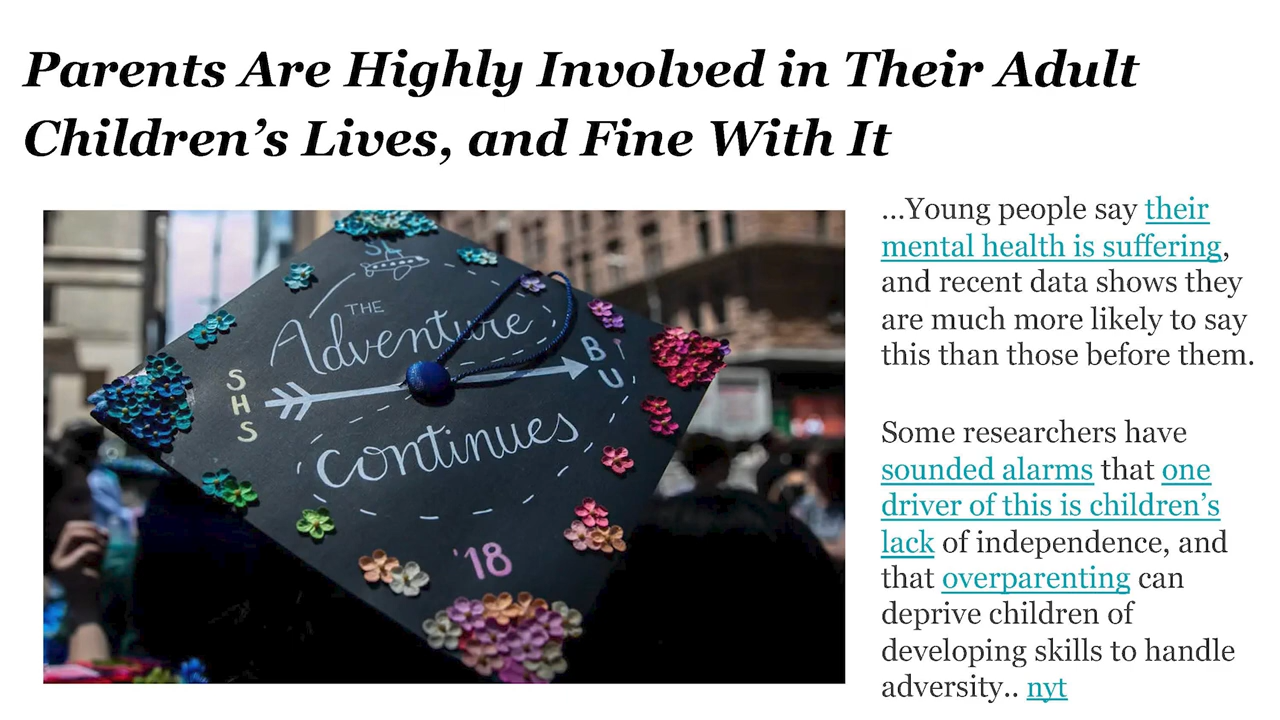 Parents Are Highly Involved in Their Adult
Children’s Lives, and Fine With It
...Young people say their
mental health is suffering,
and recent data shows they
are much more likely to say
this than those before them.
Some researchers have
sounded alarms that one
driver of this is children’s
lack of independence, and
that overparenting can
deprive children of
developing skills to handle
adversity.. nyt
THE
Adventure
SHS
BU
continues
'18